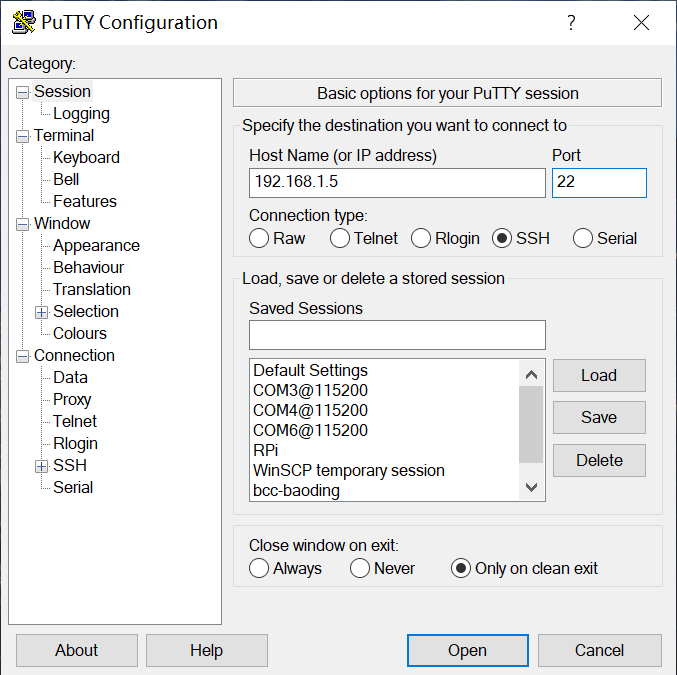 PuTTY Configuration ?
Category:
Session
Logging
Terminal
Keyboard
Bell
Features
Window
Appearance
Behaviour
Translation
Selection
Colours
Connection
Data
Proxy
Telnet
Rlogin
SSH
Serial
Basic options for your PuTTY session
Specify the destination you want to connect to
Host Name (or IP address) Port
192.168.1.5 22
Connection type:
Raw Telnet Rlogin SSH Serial
Load, save or delete a stored session
Saved Sessions
Default Settings
COM3@115200
COM4@115200
COM6@115200
RPi
WinSCP temporary session
bcc-baoding
Load
Save
Delete
Close window on exit:
Always Never Only on clean exit
About Help Open Cancel